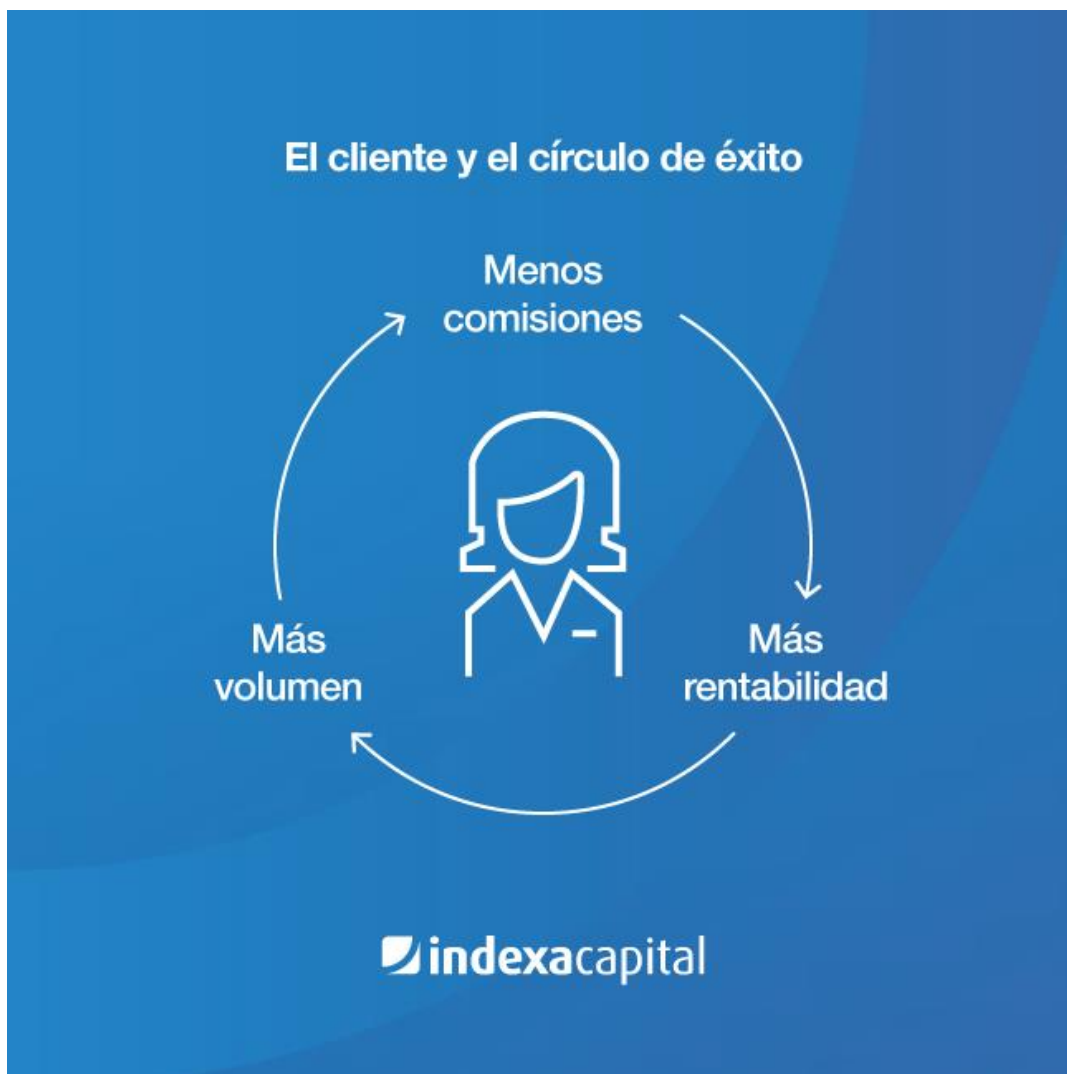 El cliente y el círculo de éxito
Menos
comisiones
Más
volumen
Más
rentabilidad
indexacapital